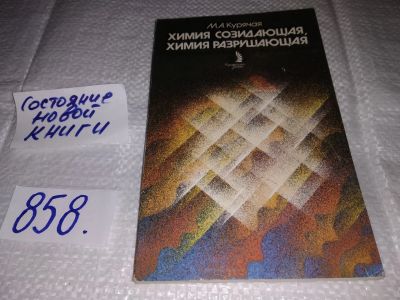 М.А.Курячая
ХИМИЯ СОЗИДАЮЩАЯ,
ХИМИЯ РАЗРУШАЮЩАЯ
Состояние
новой
книги
858.